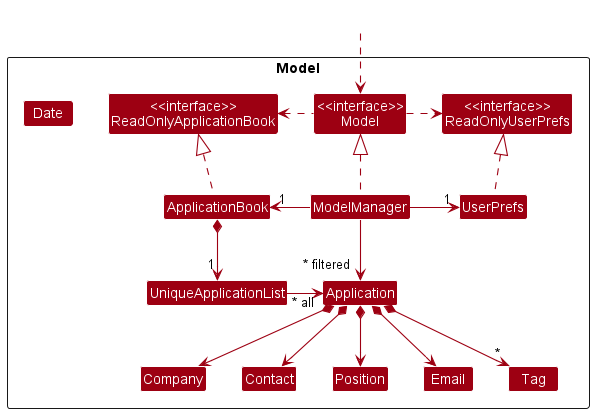 Model
Date
<<interface>>
ReadOnlyApplicationBook
<<interface>>
Model
<<interface>>
ReadOnlyUserPrefs
ApplicationBook
1
ModelManager
1
UserPrefs
1
* filtered
UniqueApplicationList
* all
Application
*
Company
Contact
Position
Email
Tag